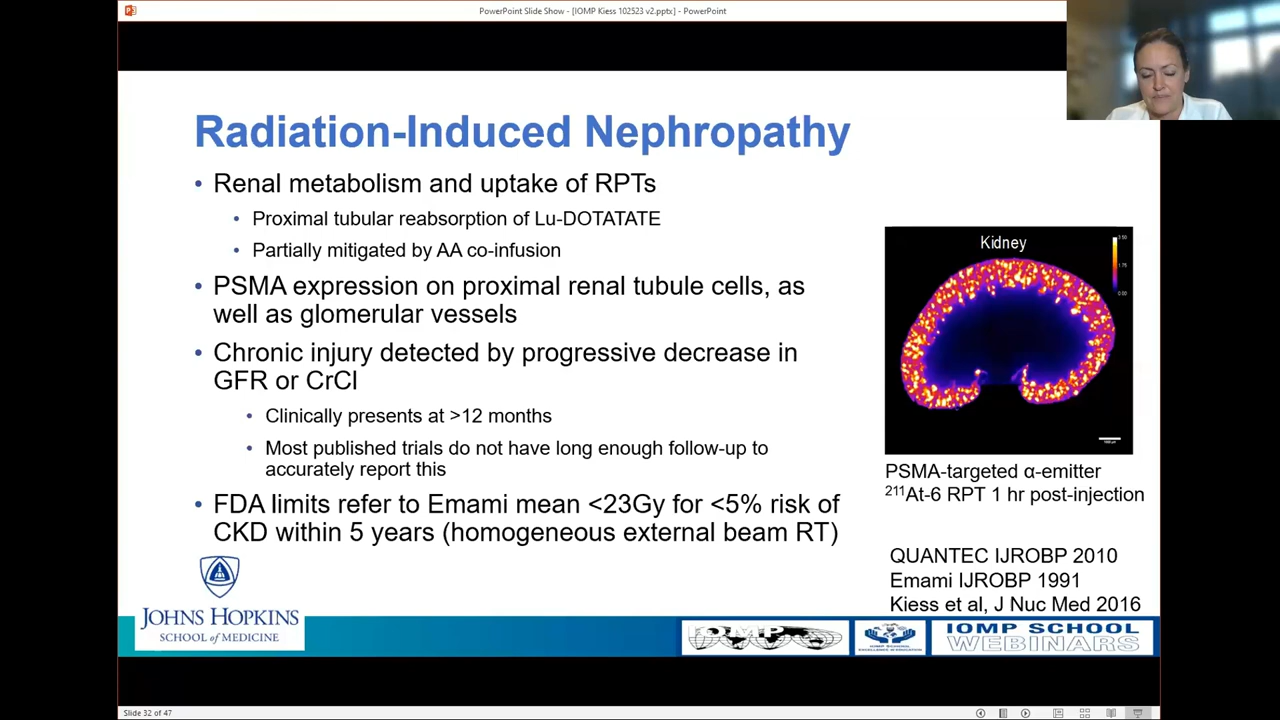 PowerPoint Slide Show - [IOMP Kiess 102523 v2.pptx] - PowerPoint
Radiation-Induced Nephropathy
• Renal metabolism and uptake of RPTs
• Proximal tubular reabsorption of Lu-DOTATATE
• Partially mitigated by AA co-infusion
• PSMA expression on proximal renal tubule cells, as
well as glomerular vessels
• Chronic injury detected by progressive decrease in
GFR or CrCl
• Clinically presents at >12 months
• Most published trials do not have long enough follow-up to
accurately report this
• FDA limits refer to Emami mean <23Gy for <5% risk of
CKD within 5 years (homogeneous external beam RT)
Kidney
PSMA-targeted α-emitter
²¹¹At-6 RPT 1 hr post-injection
QUANTEC IJROBP 2010
Emami IJROBP 1991
Kiess et al, J Nuc Med 2016
JOHNS HOPKINS
SCHOOL of MEDICINE
IOMP
IOMP SCHOOL
WEBINARS
Slide 32 of 47